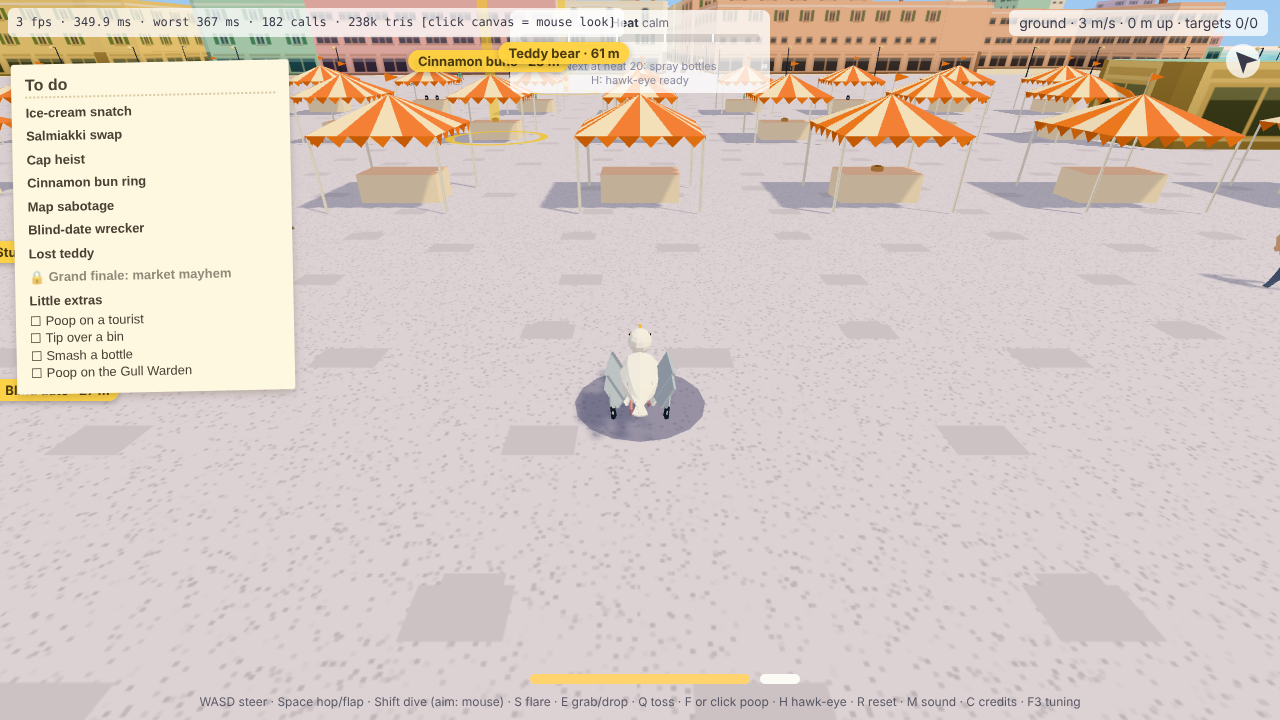 3 fps · 349.9 ms · worst 367 ms · 182 calls · 238k tris [click canvas = mouse look]
calm
ground · 3 m/s · 0 m up · targets 0/0
Teddy bear · 61 m
Cinnamon
next at heat 20: spray bottles
H: hawk-eye ready
To do
Ice-cream snatch
Salmiakki swap
Cap heist
Cinnamon bun ring
Map sabotage
Blind-date wrecker
Lost teddy
🔒 Grand finale: market mayhem
Little extras
☐ Poop on a tourist
☐ Tip over a bin
☐ Smash a bottle
☐ Poop on the Gull Warden
WASD steer · Space hop/flap · Shift dive (aim: mouse) · S flare · E grab/drop · Q toss · F or click poop · H hawk-eye · R reset · M sound · C credits · F3 tuning